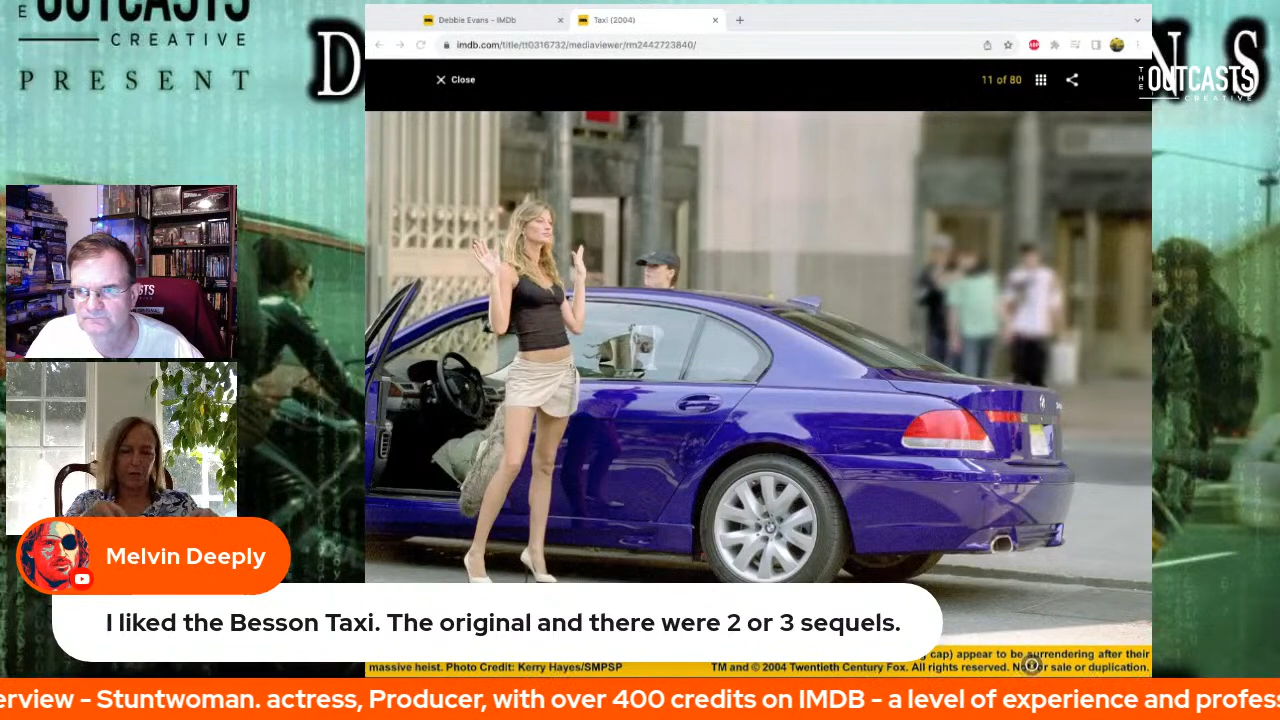 E OUTCASTS
CREATIVE
PRESENT
D
N S
THE OUTCASTS
CREATIVE
Debbie Evans - IMDb
Taxi (2004)
imdb.com/title/tt0316732/mediaviewer/rm2442723840/
Close
11 of 80
Melvin Deeply
I liked the Besson Taxi. The original and there were 2 or 3 sequels.
cap) appear to be surrendering after their
massive heist. Photo Credit: Kerry Hayes/SMPSP
TM and © 2004 Twentieth Century Fox. All rights reserved. Not for sale or duplication.
erview - Stuntwoman. actress, Producer, with over 400 credits on IMDB - a level of experience and profess